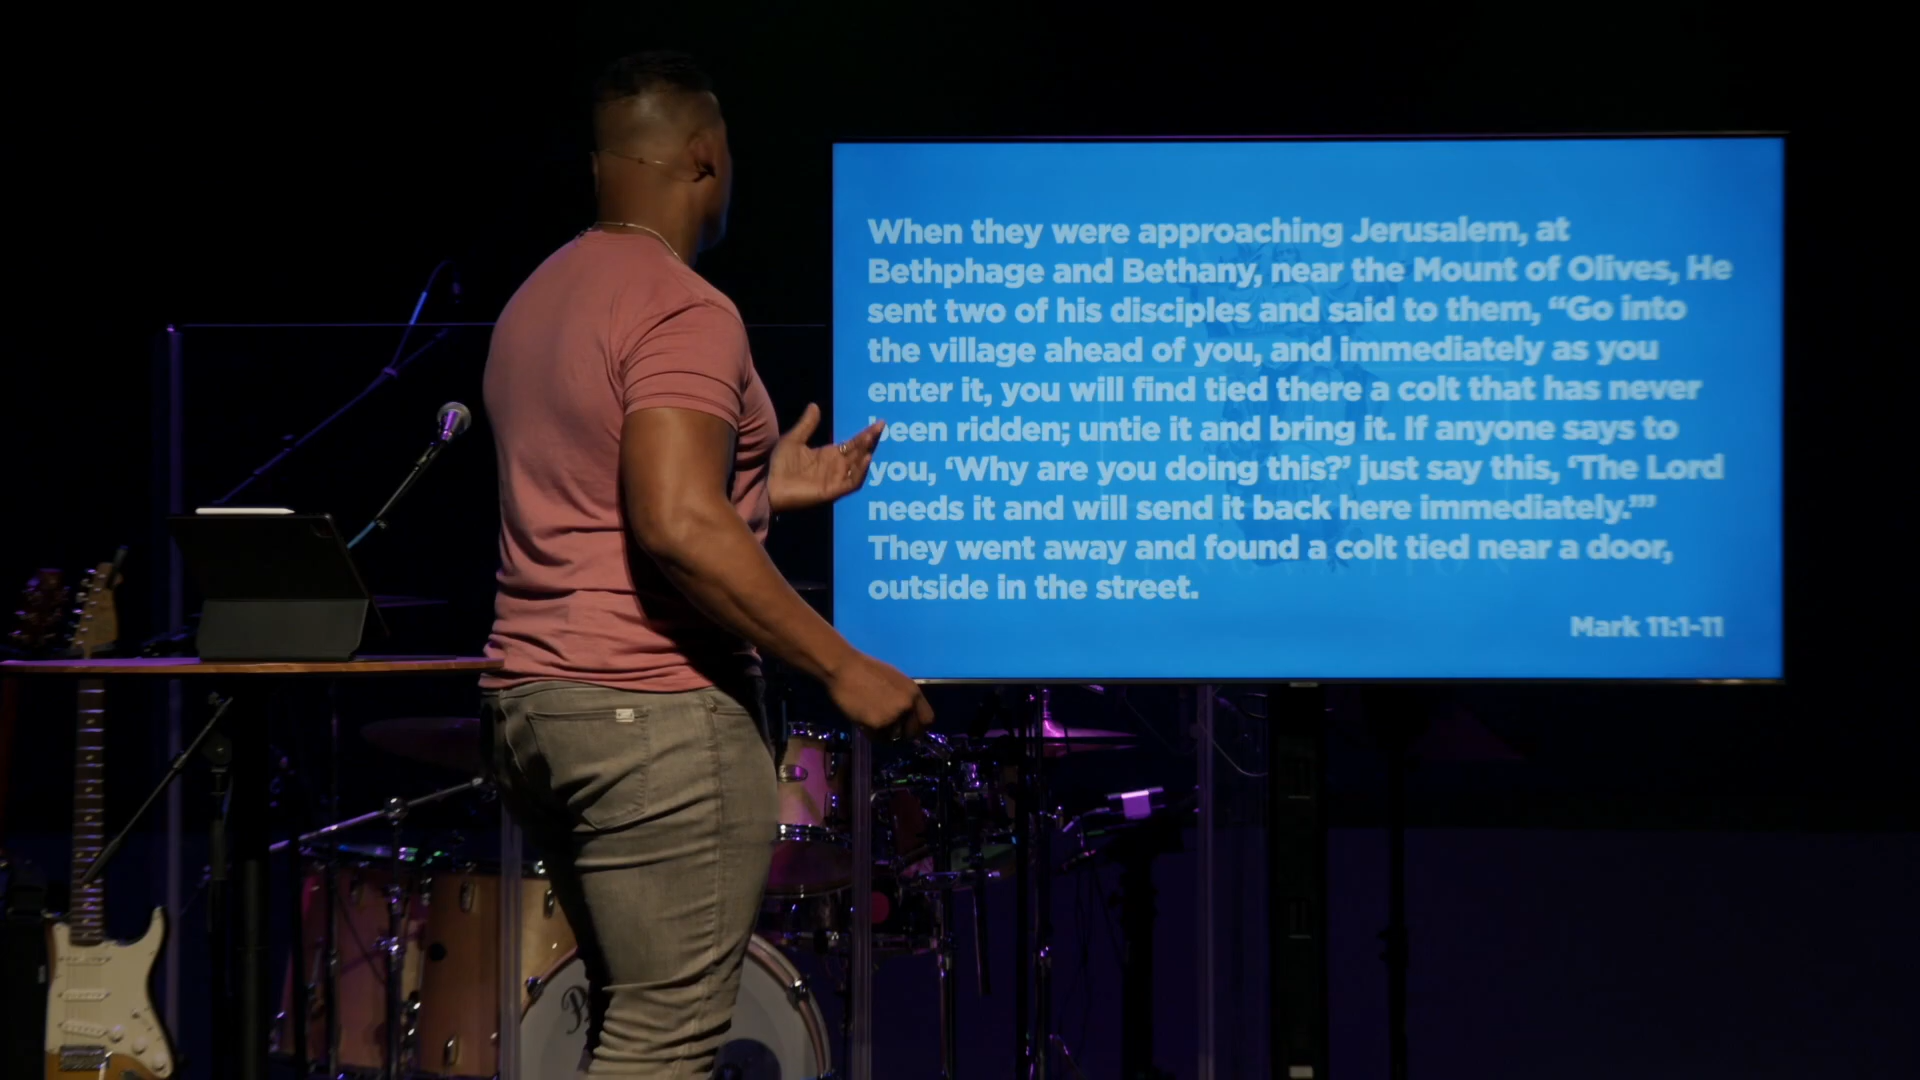 When they were approaching Jerusalem, at
Bethphage and Bethany, near the Mount of Olives, He
sent two of his disciples and said to them, “Go into
the village ahead of you, and immediately as you
enter it, you will find tied there a colt that has never
been ridden; untie it and bring it. If anyone says to
you, ‘Why are you doing this?’ just say this, ‘The Lord
needs it and will send it back here immediately.’”
They went away and found a colt tied near a door,
outside in the street.
Mark 11:1-11